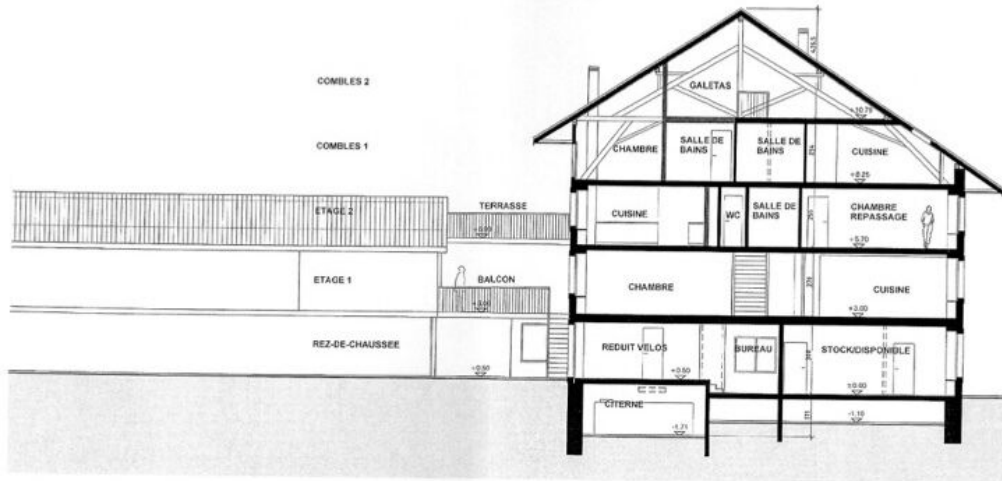 COMBLES 2
GALETAS
+10.79
COMBLES 1
CHAMBRE
SALLE DE
BAINS
SALLE DE
BAINS
CUISINE
+8.25
ETAGE 2
TERRASSE
CUISINE
WC
SALLE DE
BAINS
CHAMBRE
REPASSAGE
+5.70
ETAGE 1
BALCON
CHAMBRE
CUISINE
+3.00
+3.00
REZ-DE-CHAUSSEE
REDUIT VELOS
BUREAU
STOCK/DISPONIBLE
+0.50
+0.50
±0.00
CITERNE
-1.10
-1.71